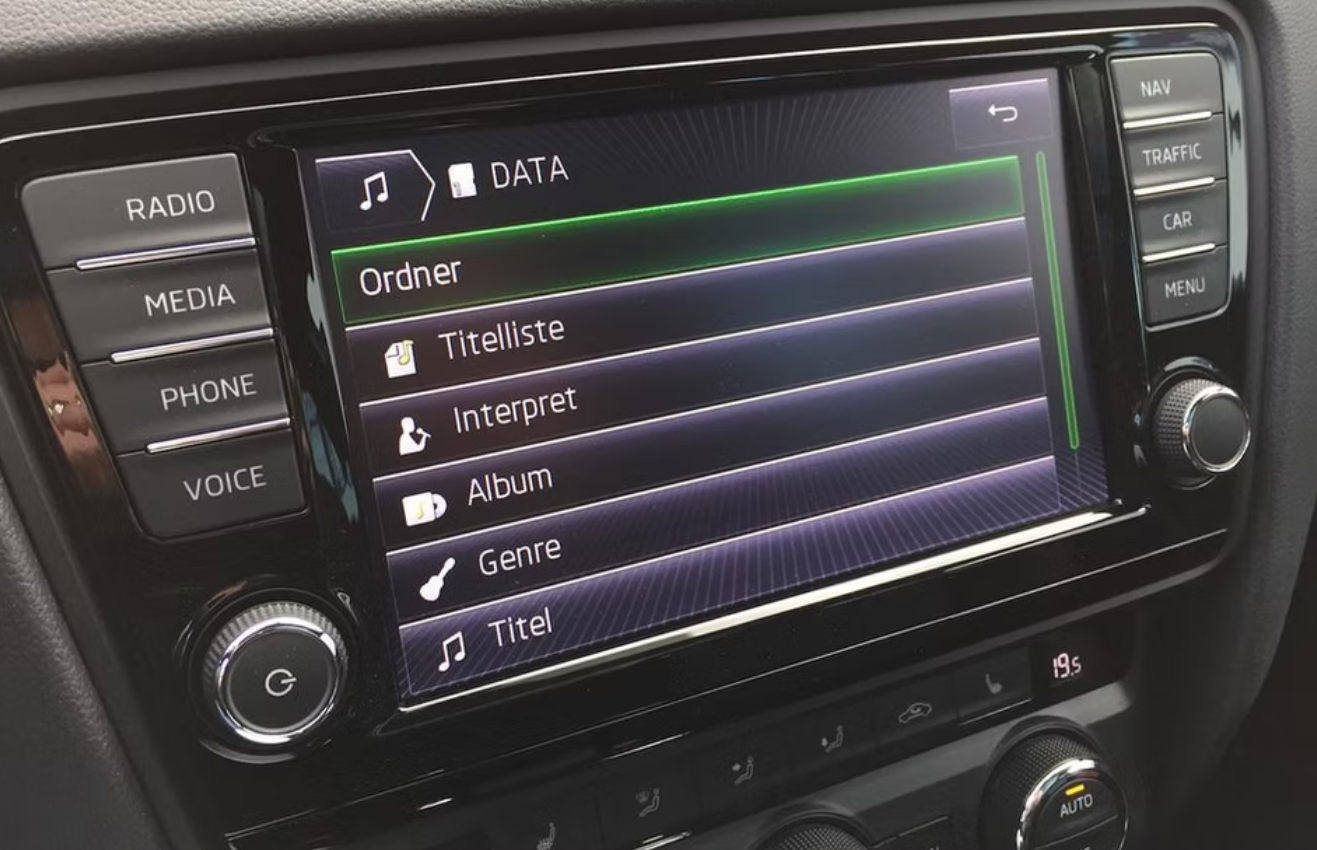 RADIO
MEDIA
PHONE
VOICE
DATA
Ordner
Titelliste
Interpret
Album
Genre
Titel
NAV
TRAFFIC
CAR
MENU
19.5
AUTO